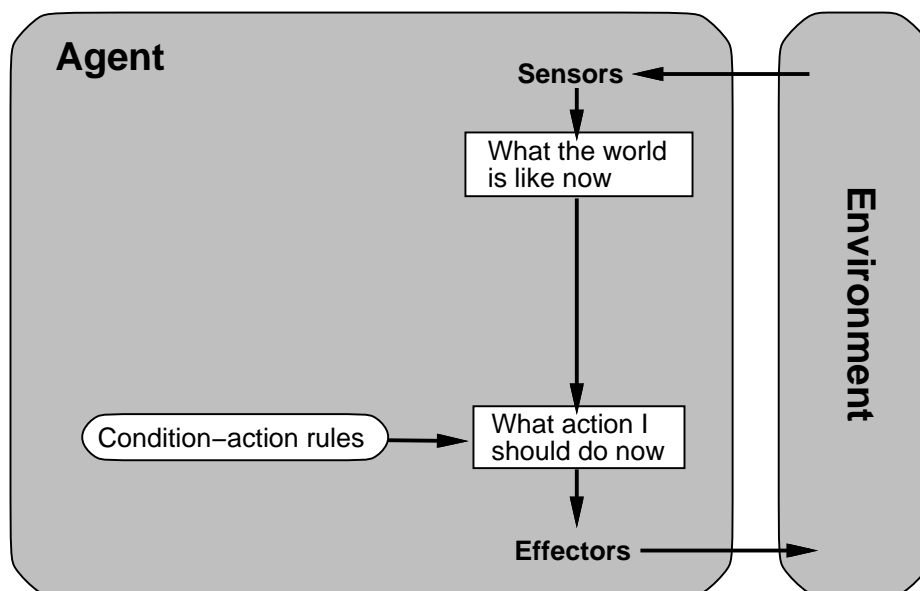 Agent
Sensors
What the world
is like now
Environment
Condition−action rules
What action I
should do now
Effectors